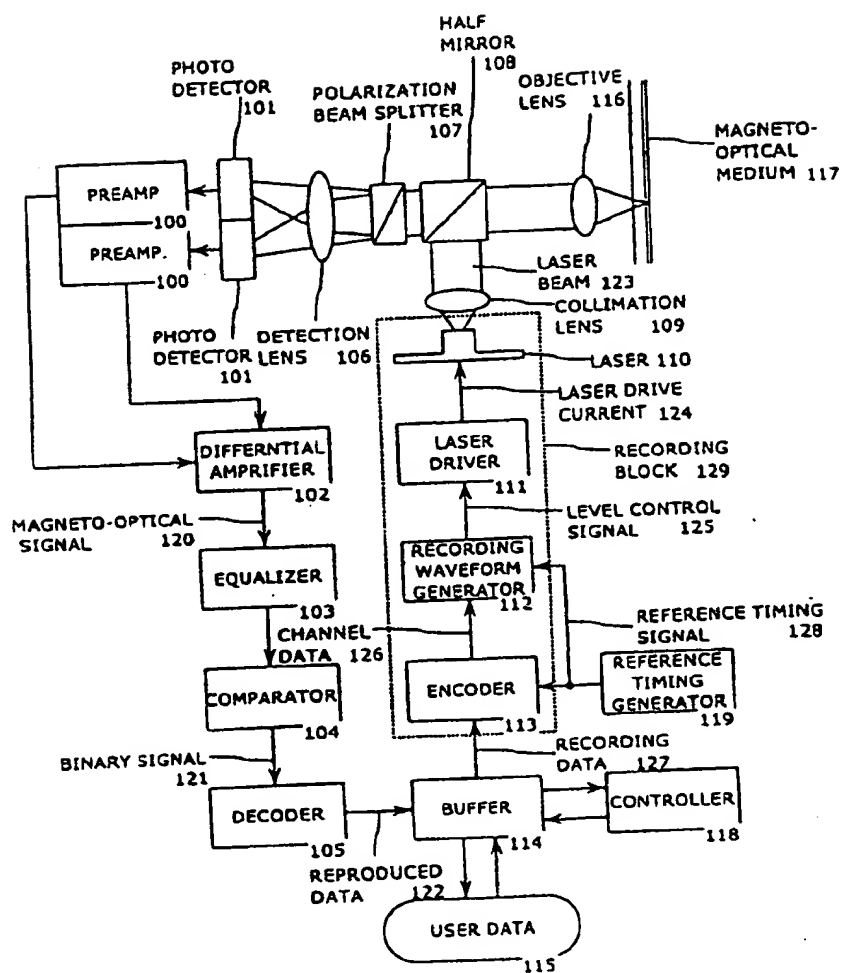 HALF
MIRROR
108
PHOTO
DETECTOR
101
POLARIZATION
BEAM SPLITTER
107
OBJECTIVE
LENS 116
MAGNETO-
OPTICAL
MEDIUM 117
PREAMP
100
PREAMP.
100
LASER
BEAM 123
COLLIMATION
LENS 109
PHOTO
DETECTOR
101
DETECTION
LENS 106
LASER 110
LASER DRIVE
CURRENT 124
DIFFERNTIAL
AMPRIFIER
102
LASER
DRIVER
111
RECORDING
BLOCK 129
MAGNETO-OPTICAL
SIGNAL 120
LEVEL CONTROL
SIGNAL 125
EQUALIZER
103
RECORDING
WAVEFORM
GENERATOR
112
CHANNEL
DATA 126
REFERENCE TIMING
SIGNAL 128
COMPARATOR
104
ENCODER
113
REFERENCE
TIMING
GENERATOR
119
BINARY SIGNAL
121
RECORDING
DATA 127
DECODER
105
BUFFER
114
CONTROLLER
118
REPRODUCED
DATA 122
USER DATA
115